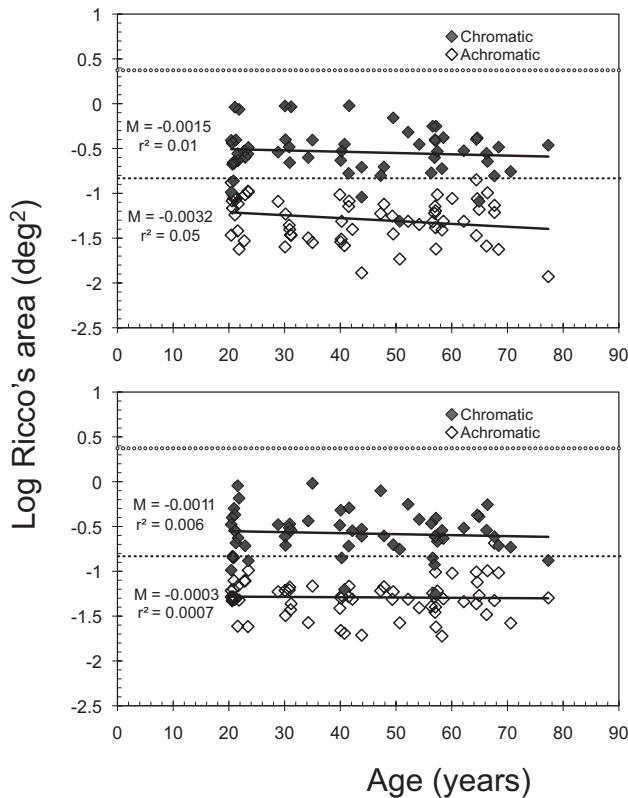 1
Chromatic
Achromatic
0.5
0
M = -0.0015
r² = 0.01
-0.5
-1
M = -0.0032
r² = 0.05
-1.5
-2
-2.5
0 10 20 30 40 50 60 70 80 90
Log Ricco's area (deg²)
1
Chromatic
Achromatic
0.5
0
M = -0.0011
r² = 0.006
-0.5
-1
M = -0.0003
r² = 0.0007
-1.5
-2
-2.5
0 10 20 30 40 50 60 70 80 90
Age (years)